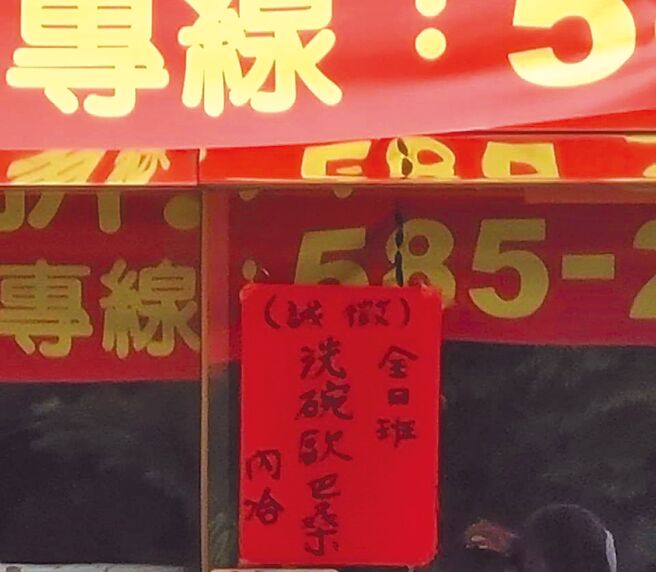 專線：5
專線：585-2
（誠徵）
全日班
洗碗歐巴桑
內洽